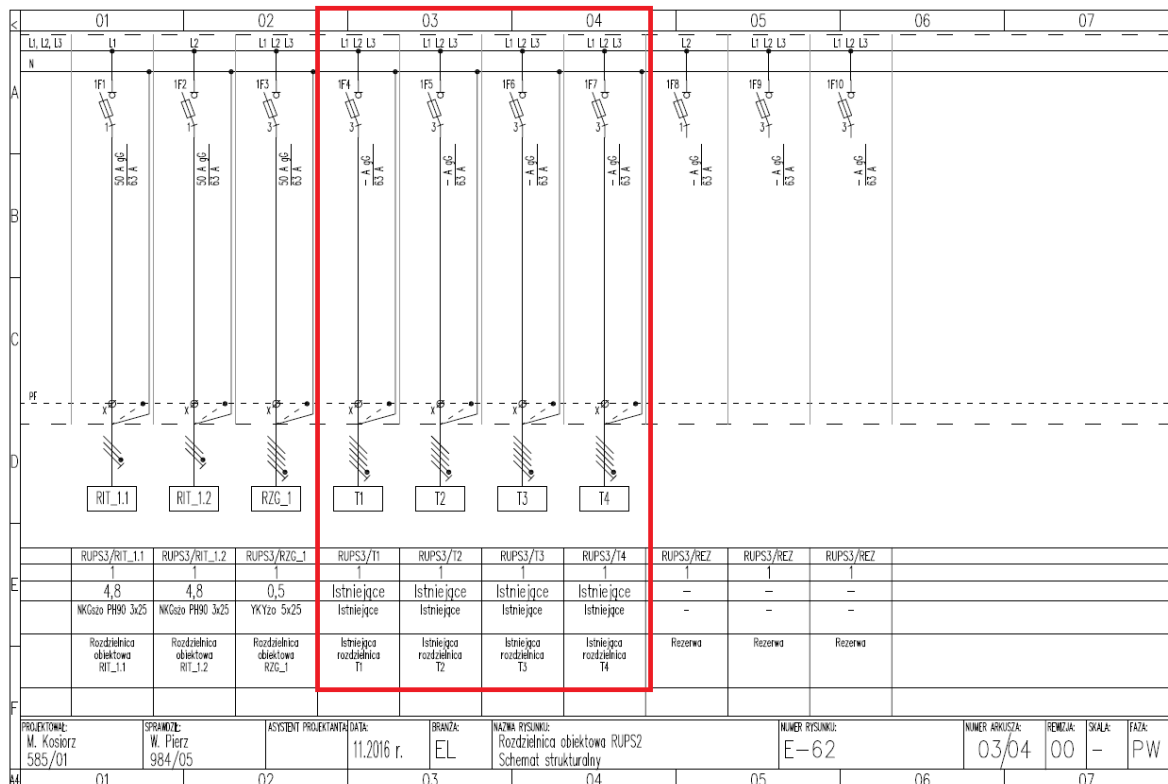 01 02 03 04 05 06 07
L1, L2, L3 L1 L2 L1 L2 L3 L1 L2 L3 L1 L2 L3 L1 L2 L3 L1 L2 L3 L2 L1 L2 L3 L1 L2 L3
N
A 1F1 1F2 1F3 1F4 1F5 1F6 1F7 1F8 1F9 1F10
1 1 3 3 3 3 3 1 3 3
50 A gG 50 A gG 50 A gG - A gG - A gG - A gG - A gG - A gG - A gG - A gG
63 A 63 A 63 A 63 A 63 A 63 A 63 A 63 A 63 A 63 A
B
C
X X X X X X X
D
RIT_1.1 RIT_1.2 RZG_1 T1 T2 T3 T4
RUPS3/RIT_1.1 RUPS3/RIT_1.2 RUPS3/RZG_1 RUPS3/T1 RUPS3/T2 RUPS3/T3 RUPS3/T4 RUPS3/REZ RUPS3/REZ RUPS3/REZ
1 1 1 1 1 1 1 1 1 1
E 4,8 4,8 0,5 Istniejące Istniejące Istniejące Istniejące - - -
NKGsżo PH90 3x25 NKGsżo PH90 3x25 YKYżo 5x25 Istniejące Istniejące Istniejące Istniejące - - -
Rozdzielnica Rozdzielnica Rozdzielnica Istniejąca Istniejąca Istniejąca Istniejąca Rezerwa Rezerwa Rezerwa
obiektowa obiektowa obiektowa rozdzielnica rozdzielnica rozdzielnica rozdzielnica
RIT_1.1 RIT_1.2 RZG_1 T1 T2 T3 T4
F
PROJEKTOWAŁ: SPRAWDZIŁ: ASYSTENT PROJEKTANTA: DATA: BRANŻA: NAZWA RYSUNKU: NUMER RYSUNKU: NUMER ARKUSZA: REWIZJA: SKALA: FAZA:
M. Kosiorz W. Pierz 11.2016 r. EL Rozdzielnica obiektowa RUPS2 E-62 03/04 00 - PW
585/01 984/05 Schemat strukturalny
A4 01 02 03 04 05 06 07